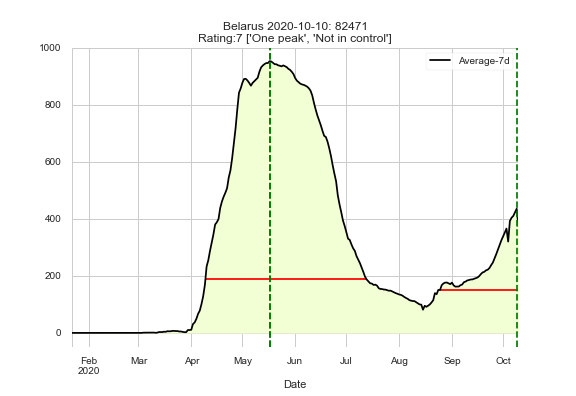 Belarus 2020-10-10: 82471
Rating:7 ['One peak', 'Not in control']
Average-7d
1000
800
600
400
200
0
Feb
2020
Mar
Apr
May
Jun
Jul
Aug
Sep
Oct
Date